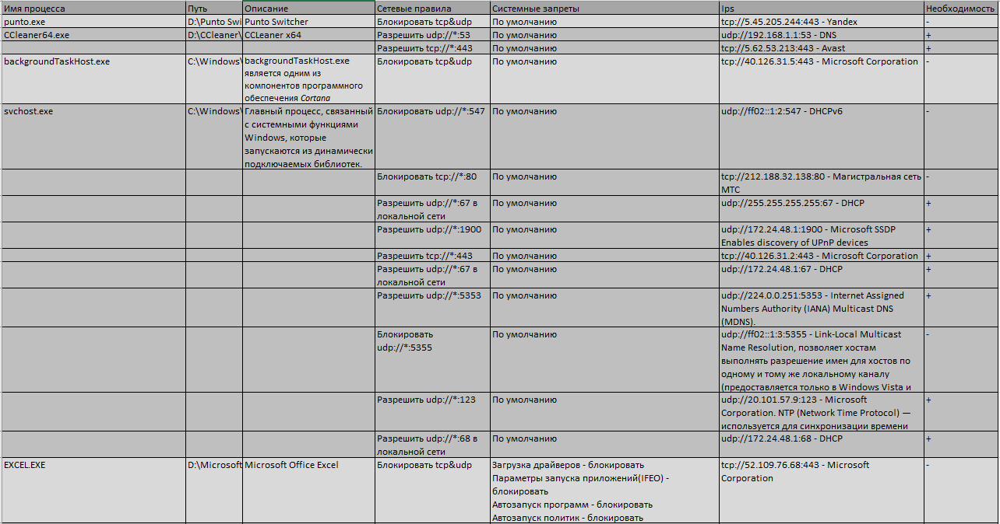 Имя процесса Путь Описание Сетевые правила Системные запреты Ips Необходимость
punto.exe D:\Punto Swi Punto Switcher Блокировать tcp&udp По умолчанию tcp://5.45.205.244:443 - Yandex -
CCleaner64.exe D:\CCleaner\ CCLeaner x64 Разрешить udp://*:53 По умолчанию udp://192.168.1.1:53 - DNS +
Разрешить tcp://*:443 По умолчанию tcp://5.62.53.213:443 - Avast +
backgroundTaskHost.exe C:\Windows\ backgroundTaskHost.exe Блокировать tcp&udp По умолчанию tcp://40.126.31.5:443 - Microsoft Corporation -
является одним из
компонентов программного
обеспечения Cortana
svchost.exe C:\Windows\ Главный процесс, связанный Блокировать udp://*:547 По умолчанию udp://ff02::1:2:547 - DHCPv6 -
с системными функциями
Windows, которые
запускаются из динамически
подключаемых библиотек.
Блокировать tcp://*:80 По умолчанию tcp://212.188.32.138:80 - Магистральная сеть -
МТС
Разрешить udp://*:67 в По умолчанию udp://255.255.255.255:67 - DHCP +
локальной сети
Разрешить udp://*:1900 По умолчанию udp://172.24.48.1:1900 - Microsoft SSDP +
Enables discovery of UPnP devices
Разрешить tcp://*:443 По умолчанию tcp://40.126.31.2:443 - Microsoft Corporation +
Разрешить udp://*:67 в По умолчанию udp://172.24.48.1:67 - DHCP +
локальной сети
Разрешить udp://*:5353 По умолчанию udp://224.0.0.251:5353 - Internet Assigned +
Numbers Authority (IANA) Multicast DNS
(MDNS).
Блокировать По умолчанию udp://ff02::1:3:5355 - Link-Local Multicast -
udp://*:5355 Name Resolution, позволяет хостам
выполнять разрешение имен для хостов по
одному и тому же локальному каналу
(предоставляется только в Windows Vista и
Разрешить udp://*:123 По умолчанию udp://20.101.57.9:123 - Microsoft +
Corporation. NTP (Network Time Protocol) —
используется для синхронизации времени
Разрешить udp://*:68 в По умолчанию udp://172.24.48.1:68 - DHCP +
локальной сети
EXCEL.EXE D:\Microsoft Microsoft Office Excel Блокировать tcp&udp Загрузка драйверов - блокировать tcp://52.109.76.68:443 - Microsoft -
Параметры запуска приложений(IFEO) - Corporation
блокировать
Автозапуск программ - блокировать
Автозапуск политик - блокировать